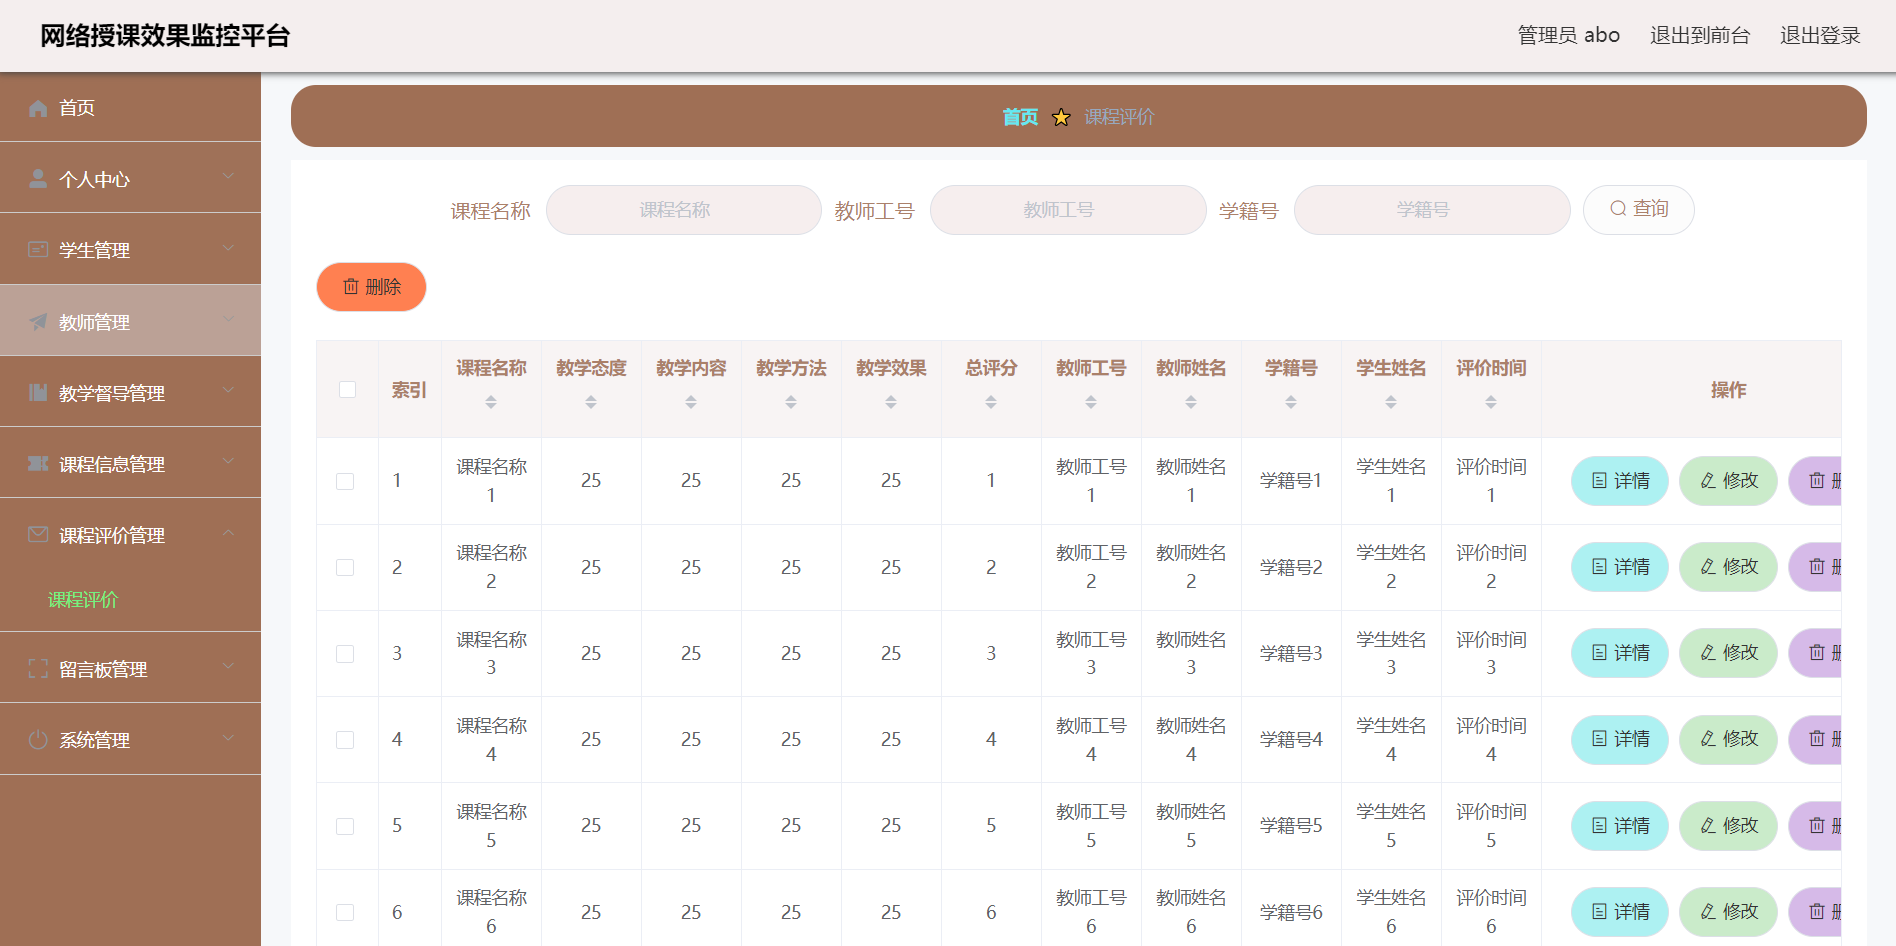 网络授课效果监控平台
管理员 abo 退出到前台 退出登录
首页
个人中心
学生管理
教师管理
教学督导管理
课程信息管理
课程评价管理
课程评价
留言板管理
系统管理
首页 课程评价
课程名称 课程名称 教师工号 教师工号 学籍号 学籍号 查询
删除
索引 课程名称 教学态度 教学内容 教学方法 教学效果 总评分 教师工号 教师姓名 学籍号 学生姓名 评价时间 操作
1 课程名称1 25 25 25 25 1 教师工号1 教师姓名1 学籍号1 学生姓名1 评价时间1 详情 修改 删
2 课程名称2 25 25 25 25 2 教师工号2 教师姓名2 学籍号2 学生姓名2 评价时间2 详情 修改 删
3 课程名称3 25 25 25 25 3 教师工号3 教师姓名3 学籍号3 学生姓名3 评价时间3 详情 修改 删
4 课程名称4 25 25 25 25 4 教师工号4 教师姓名4 学籍号4 学生姓名4 评价时间4 详情 修改 删
5 课程名称5 25 25 25 25 5 教师工号5 教师姓名5 学籍号5 学生姓名5 评价时间5 详情 修改 删
6 课程名称6 25 25 25 25 6 教师工号6 教师姓名6 学籍号6 学生姓名6 评价时间6 详情 修改 删